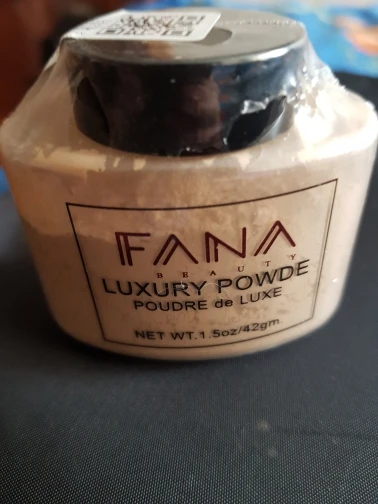 FANA
BEAUTY
LUXURY POWDE
POUDRE de LUXE
NET WT.1.5oz/42gm